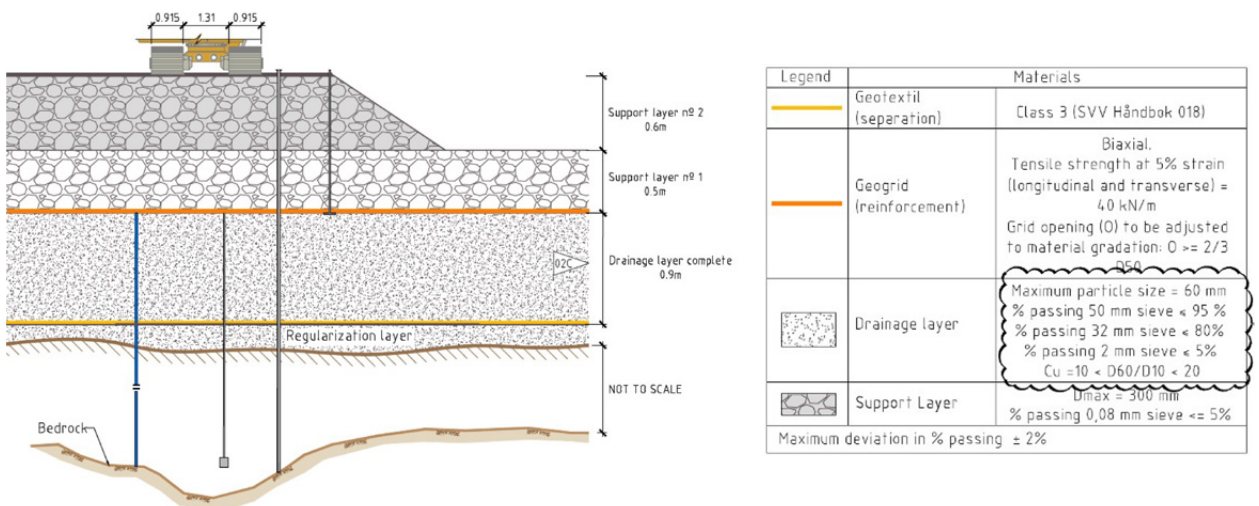 0.915 1.31 0.915
Support layer nº 2
0.6m
Support layer nº 1
0.5m
02C
Drainage layer complete
0.9m
Regularization layer
NOT TO SCALE
Bedrock
Legend Materials
Geotextil
(separation)
Class 3 (SVV Håndbok 018)
Geogrid
(reinforcement)
Biaxial.
Tensile strength at 5% strain
(longitudinal and transverse) =
40 kN/m
Grid opening (O) to be adjusted
to material gradation: O >= 2/3
D50
Drainage layer
Maximum particle size = 60 mm
% passing 50 mm sieve ≤ 95 %
% passing 32 mm sieve ≤ 80%
% passing 2 mm sieve ≤ 5%
Cu =10 < D60/D10 < 20
Support Layer
Dmax = 300 mm
% passing 0,08 mm sieve <= 5%
Maximum deviation in % passing ± 2%